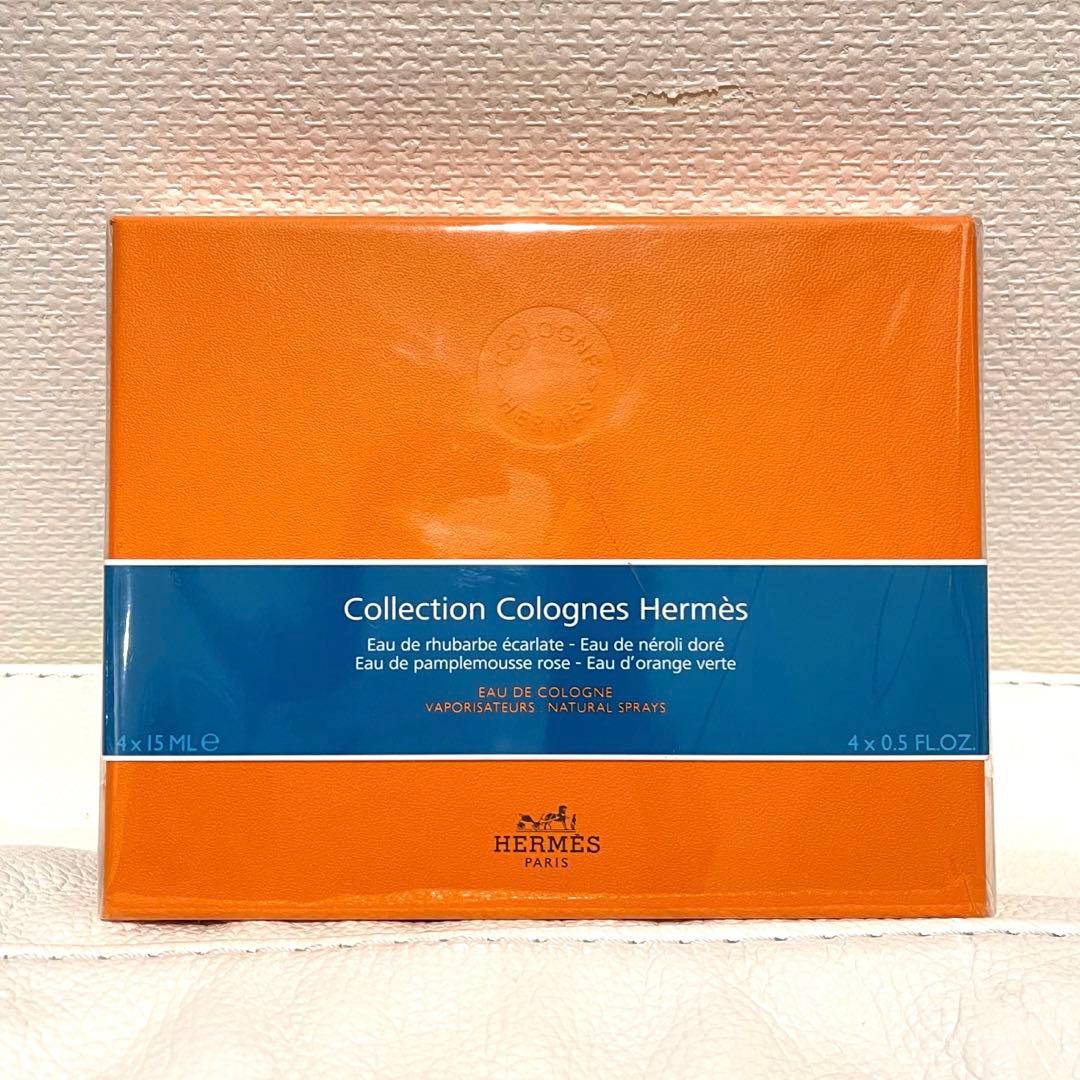 COLOGNE
HERMÈS
Collection Colognes Hermès
Eau de rhubarbe écarlate - Eau de néroli doré
Eau de pamplemousse rose - Eau d'orange verte
EAU DE COLOGNE
VAPORISATEURS . NATURAL SPRAYS
4 x 15 ML e
4 x 0.5 FL.OZ.
HERMÈS
PARIS